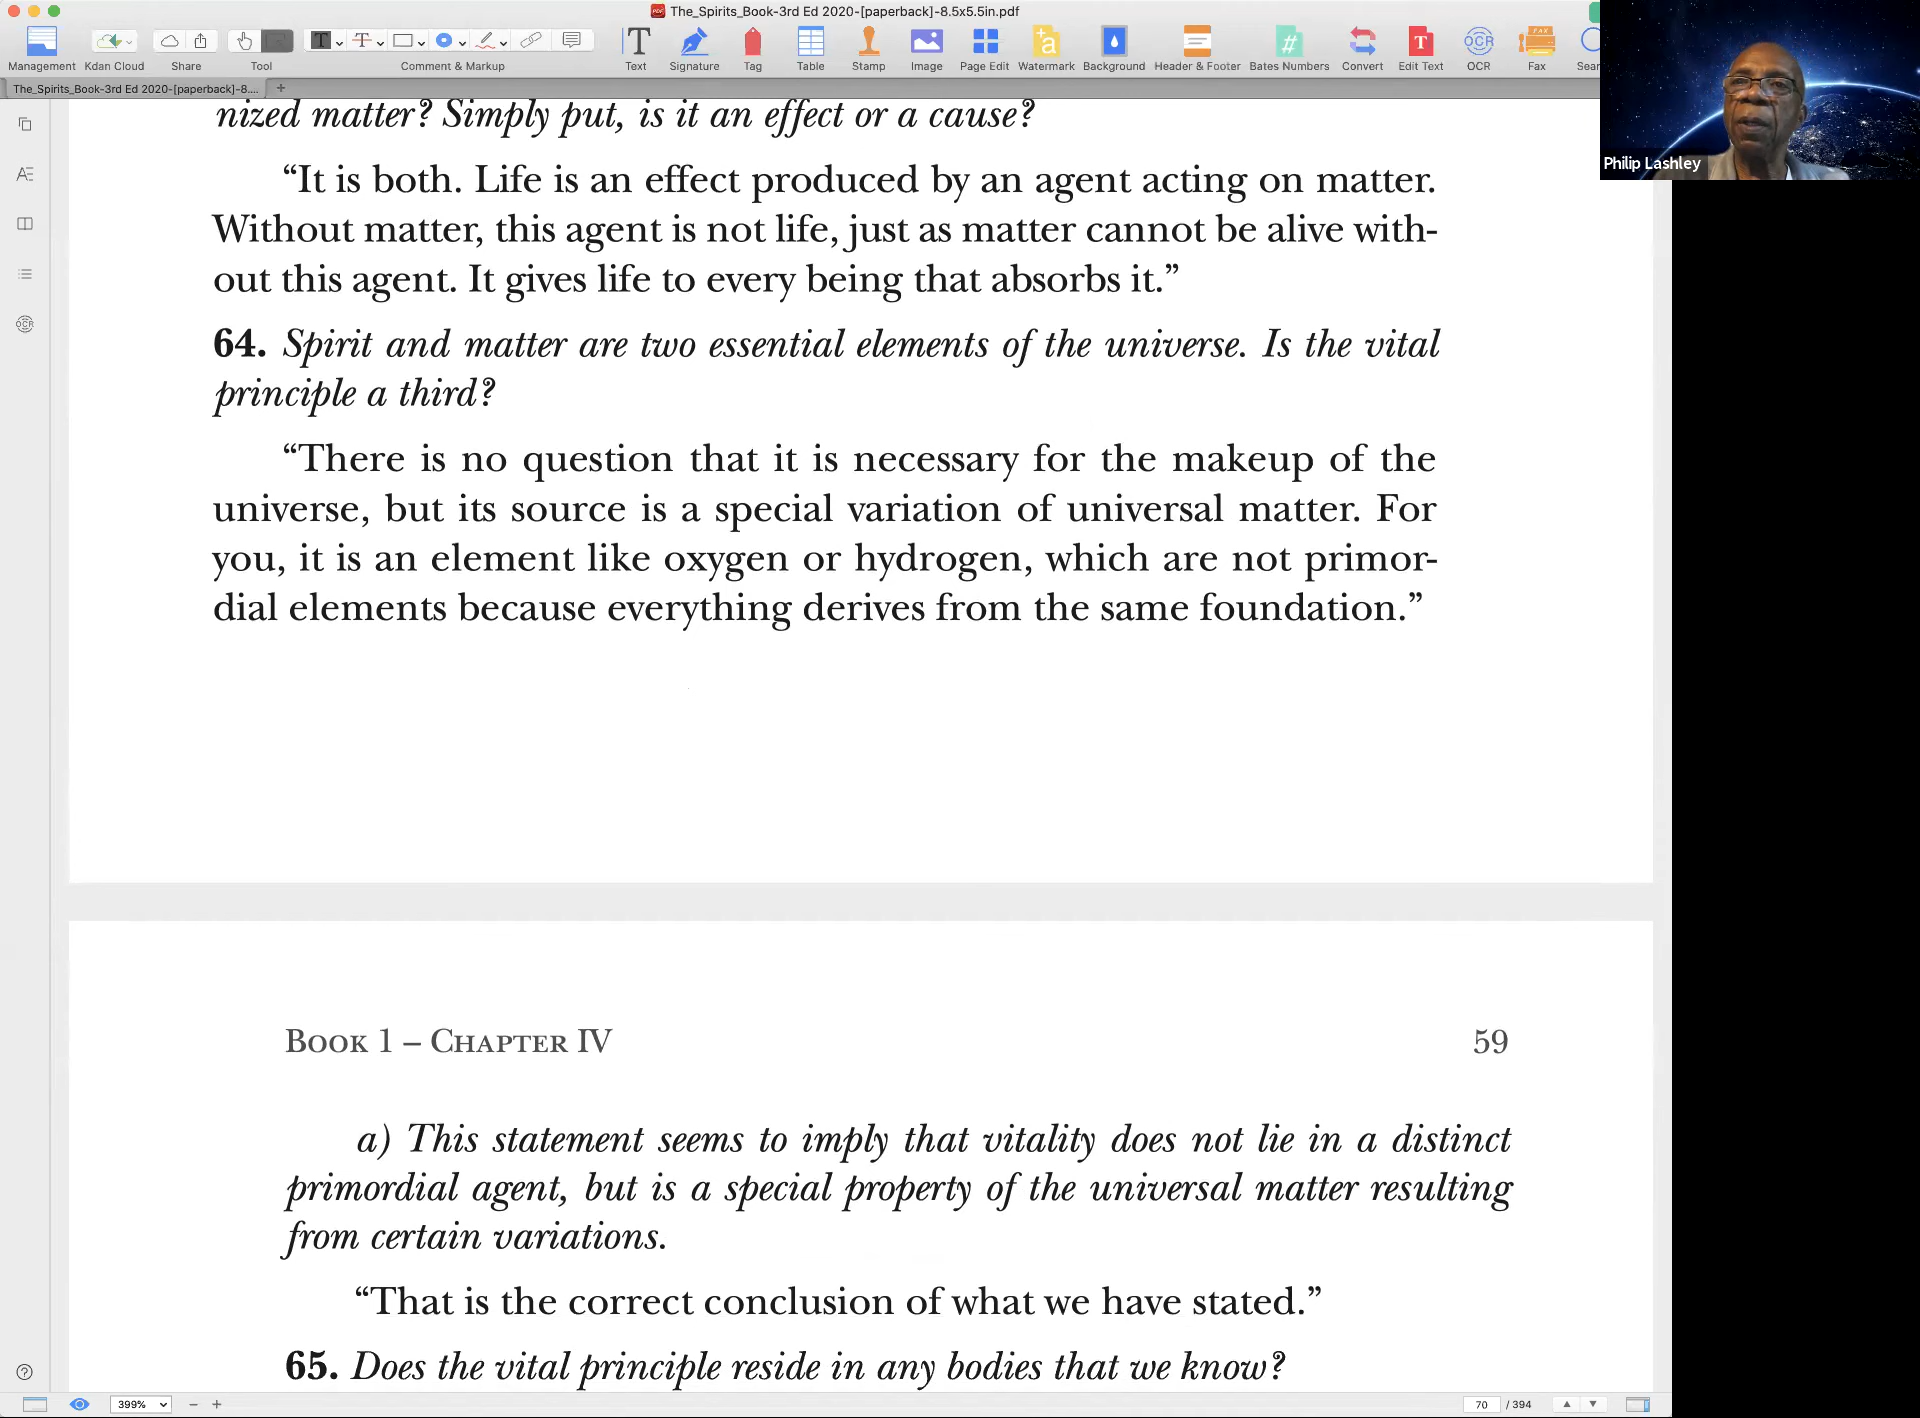 The_Spirits_Book-3rd Ed 2020-[paperback]-8.5x5.5in.pdf
T T T
Management Kdan Cloud Share Tool Comment & Markup Text Signature Tag Table Stamp Image Page Edit Watermark Background Header & Footer Bates Numbers Convert Edit Text OCR Fax
The_Spirits_Book-3rd Ed 2020-[paperback]-8.... +
Philip Lashley
nized matter? Simply put, is it an effect or a cause?
“It is both. Life is an effect produced by an agent acting on matter.
Without matter, this agent is not life, just as matter cannot be alive with-
out this agent. It gives life to every being that absorbs it.”
64. Spirit and matter are two essential elements of the universe. Is the vital
principle a third?
“There is no question that it is necessary for the makeup of the
universe, but its source is a special variation of universal matter. For
you, it is an element like oxygen or hydrogen, which are not primor-
dial elements because everything derives from the same foundation.”
BOOK 1 – CHAPTER IV 59
a) This statement seems to imply that vitality does not lie in a distinct
primordial agent, but is a special property of the universal matter resulting
from certain variations.
“That is the correct conclusion of what we have stated.”
65. Does the vital principle reside in any bodies that we know?
399% − + 70 / 394